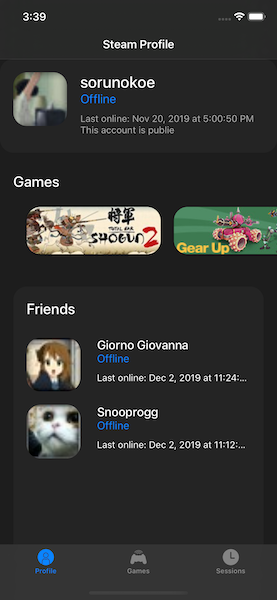 3:39
Steam Profile
sorunokoe
Offline
Last online: Nov 20, 2019 at 5:00:50 PM
This account is publie
Games
将軍
TOTAL WAR
SHOGUN 2
Gear Up
Friends
Giorno Giovanna
Offline
Last online: Dec 2, 2019 at 11:24:...
Snooprogg
Offline
Last online: Dec 2, 2019 at 11:12:...
Profile
Games
Sessions